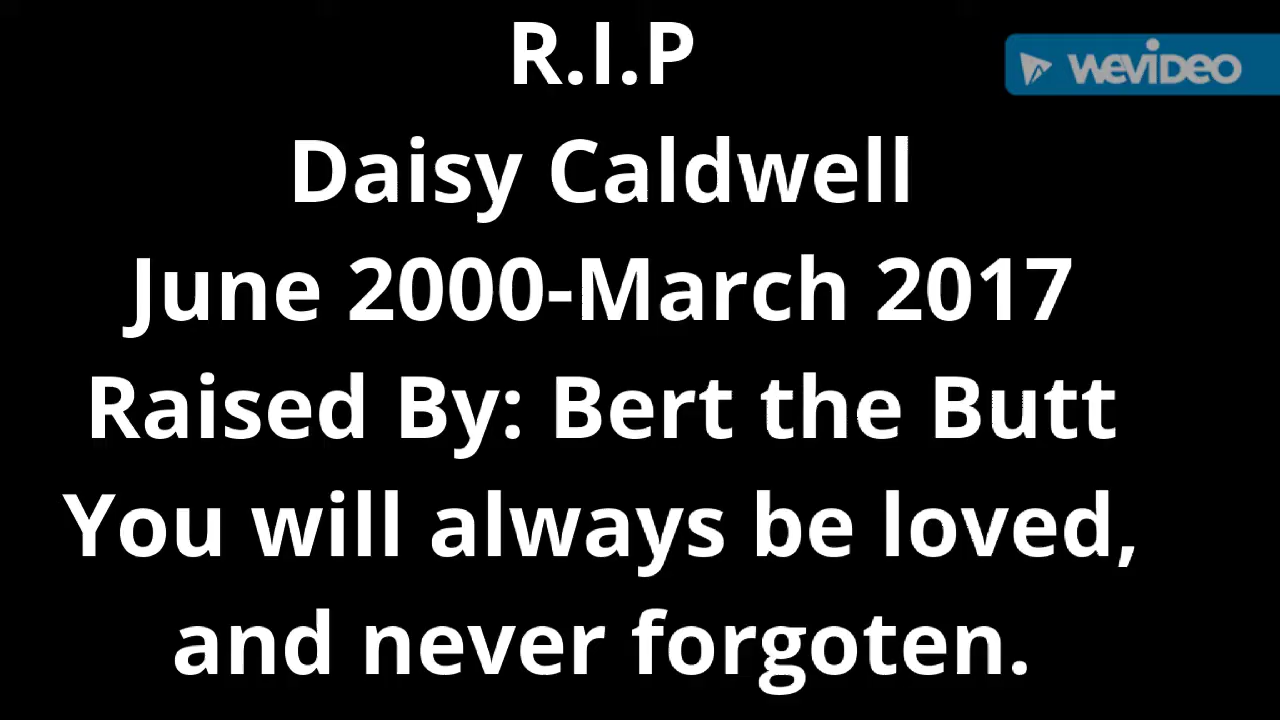 R.I.P
WEVIDEO
Daisy Caldwell
June 2000-March 2017
Raised By: Bert the Butt
You will always be loved,
and never forgoten.